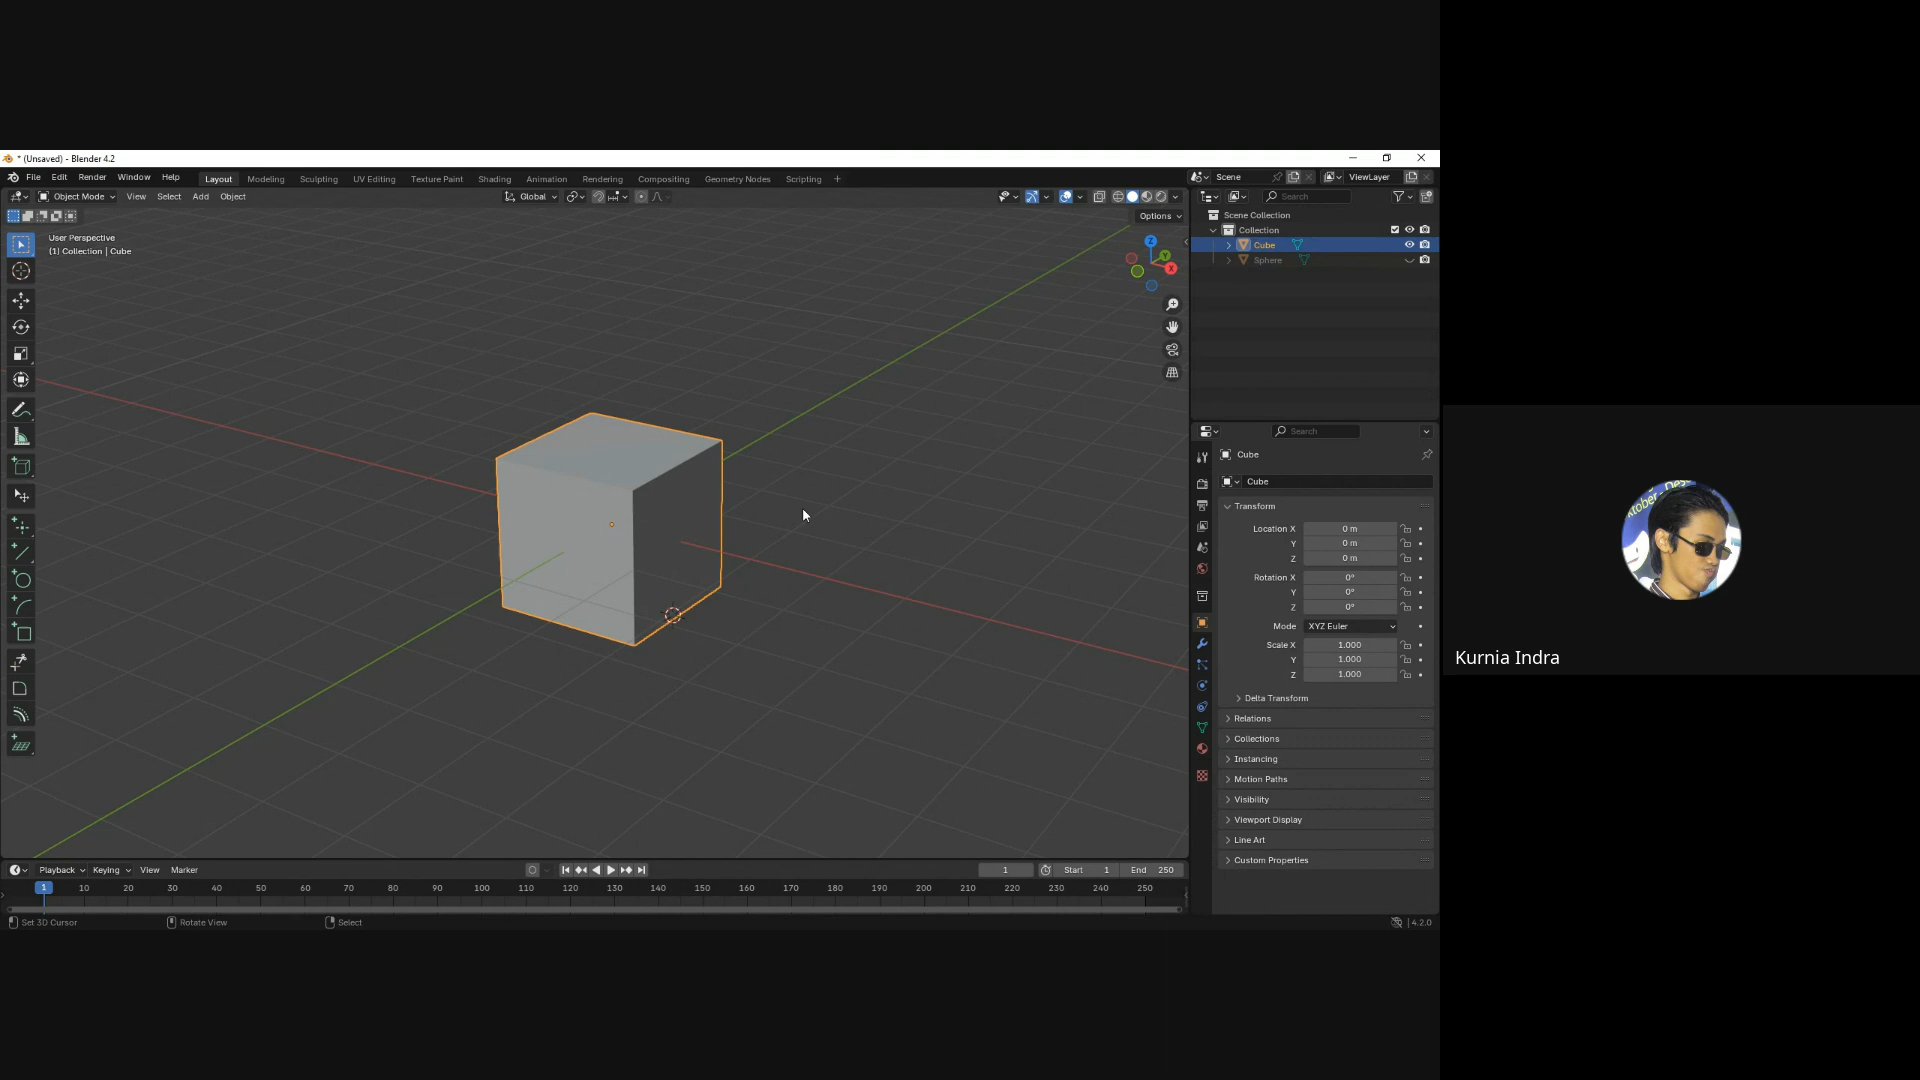 * (Unsaved) - Blender 4.2
File Edit Render Window Help
Layout Modeling Sculpting UV Editing Texture Paint Shading Animation Rendering Compositing Geometry Nodes Scripting +
Scene
ViewLayer
Object Mode View Select Add Object
Global
Search
Options
User Perspective
(1) Collection | Cube
Z
Y
X
Scene Collection
Collection
Cube
Sphere
Search
Cube
Cube
Transform
Location X 0 m
Y 0 m
Z 0 m
Rotation X 0°
Y 0°
Z 0°
Mode XYZ Euler
Scale X 1.000
Y 1.000
Z 1.000
Delta Transform
Relations
Collections
Instancing
Motion Paths
Visibility
Viewport Display
Line Art
Custom Properties
Playback Keying View Marker
1
Start 1
End 250
1 10 20 30 40 50 60 70 80 90 100 110 120 130 140 150 160 170 180 190 200 210 220 230 240 250
Set 3D Cursor
Rotate View
Select
4.2.0
Kurnia Indra